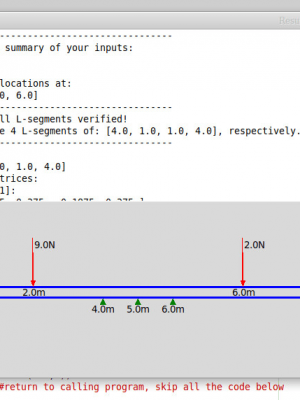 Resu
-------------------------------
summary of your inputs:
locations at:
0, 6.0]
-------------------------------
ll L-segments verified!
e 4 L-segments of: [4.0, 1.0, 1.0, 4.0], respectively.
-------------------------------
0, 1.0, 4.0]
trices:
1]:
9.0N
2.0N
2.0m
6.0m
4.0m 5.0m 6.0m
#return to calling program, skip all the code below